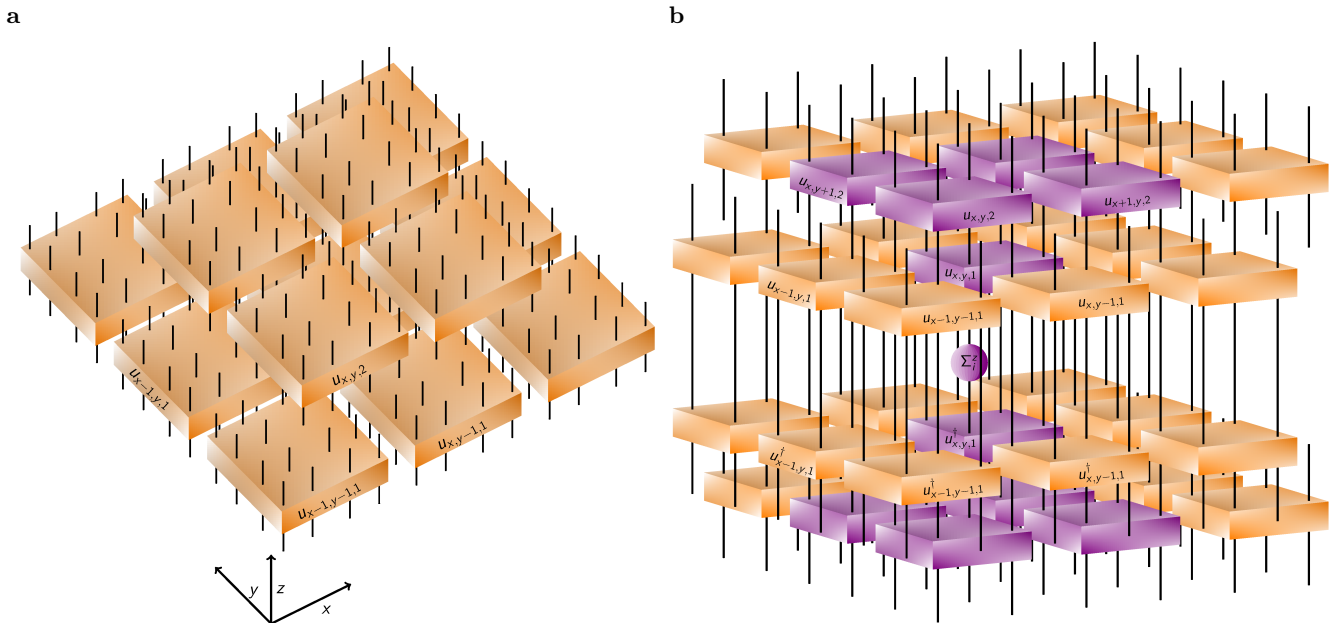 a
u_{x−1,y,1}
u_{x,y,2}
u_{x,y−1,1}
u_{x−1,y−1,1}
y
z
x
b
u_{x,y+1,2}
u_{x,y,2}
u_{x+1,y,2}
u_{x,y,1}
u_{x−1,y,1}
u_{x−1,y−1,1}
u_{x,y−1,1}
Σ_i^z
u^†_{x,y,1}
u^†_{x−1,y,1}
u^†_{x−1,y−1,1}
u^†_{x,y−1,1}